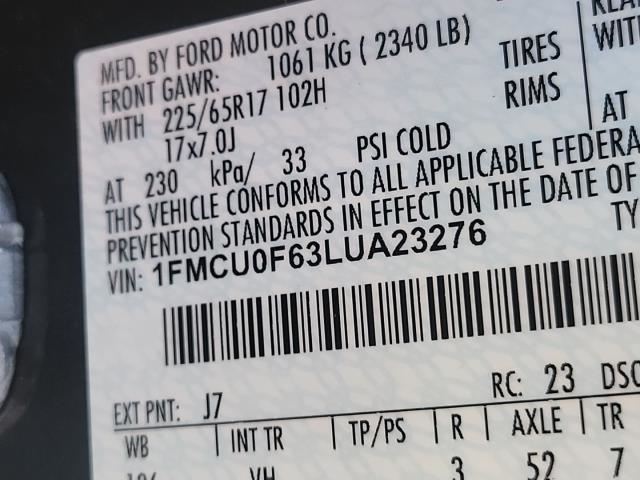 MFD. BY FORD MOTOR CO.
FRONT GAWR: 1061 KG ( 2340 LB)
WITH 225/65R17 102H TIRES WIT
17x7.0J RIMS
AT 230 kPa/ 33 PSI COLD AT
THIS VEHICLE CONFORMS TO ALL APPLICABLE FEDERA
PREVENTION STANDARDS IN EFFECT ON THE DATE OF
VIN: 1FMCU0F63LUA23276 TY
EXT PNT: J7 RC: 23 DSO
WB INT TR TP/PS R AXLE TR
VH 3 52 7